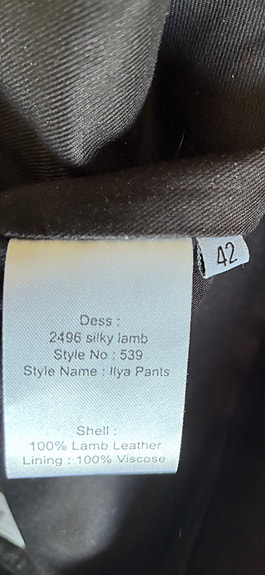 42
Dess :
2496 silky lamb
Style No : 539
Style Name : Ilya Pants
Shell :
100% Lamb Leather
Lining : 100% Viscose